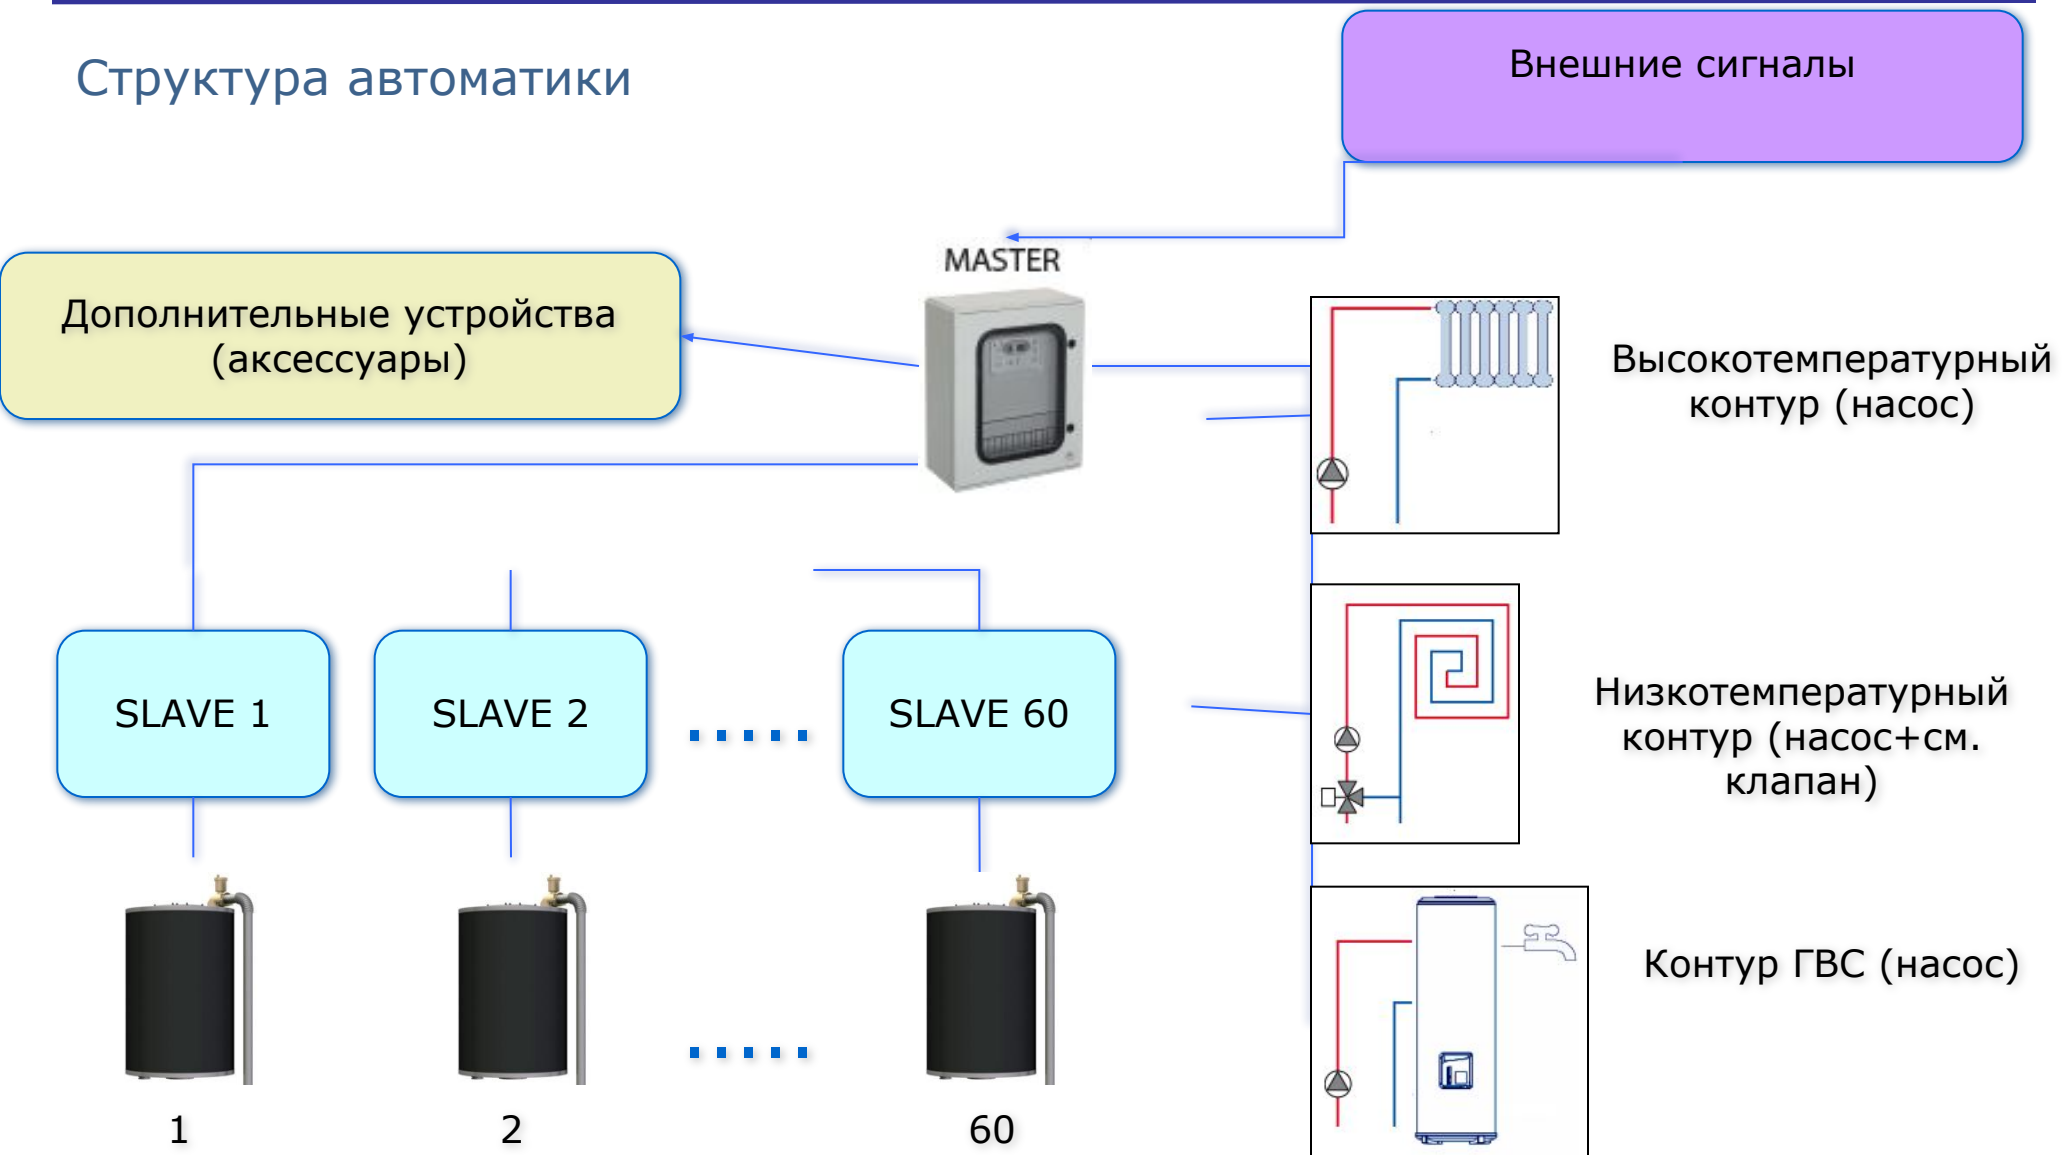 Структура автоматики
Внешние сигналы
MASTER
Дополнительные устройства
(аксессуары)
Высокотемпературный
контур (насос)
SLAVE 1
SLAVE 2
SLAVE 60
Низкотемпературный
контур (насос+см.
клапан)
Контур ГВС (насос)
1
2
60